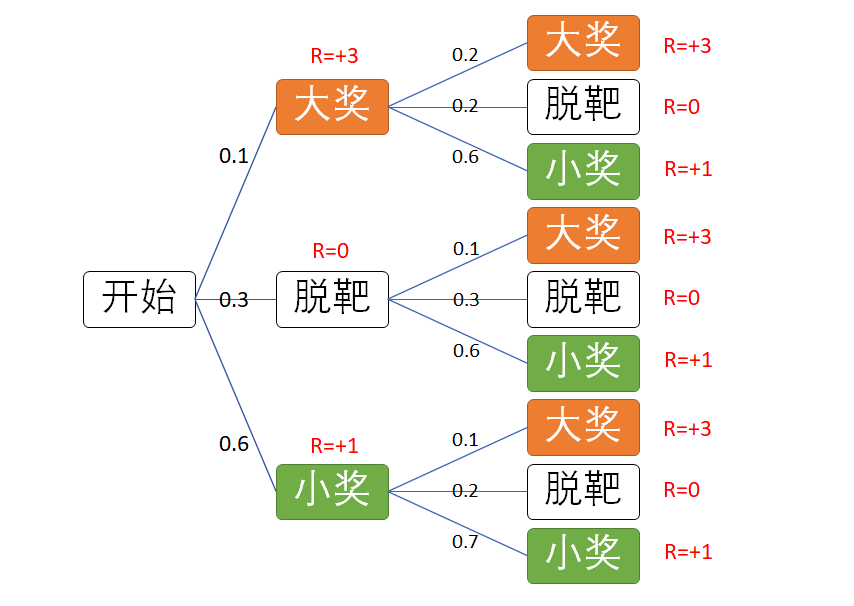 开始
0.1
0.3
0.6
R=+3
大奖
0.2
0.2
0.6
大奖
R=+3
脱靶
R=0
小奖
R=+1
R=0
脱靶
0.1
0.3
0.6
大奖
R=+3
脱靶
R=0
小奖
R=+1
R=+1
小奖
0.1
0.2
0.7
大奖
R=+3
脱靶
R=0
小奖
R=+1